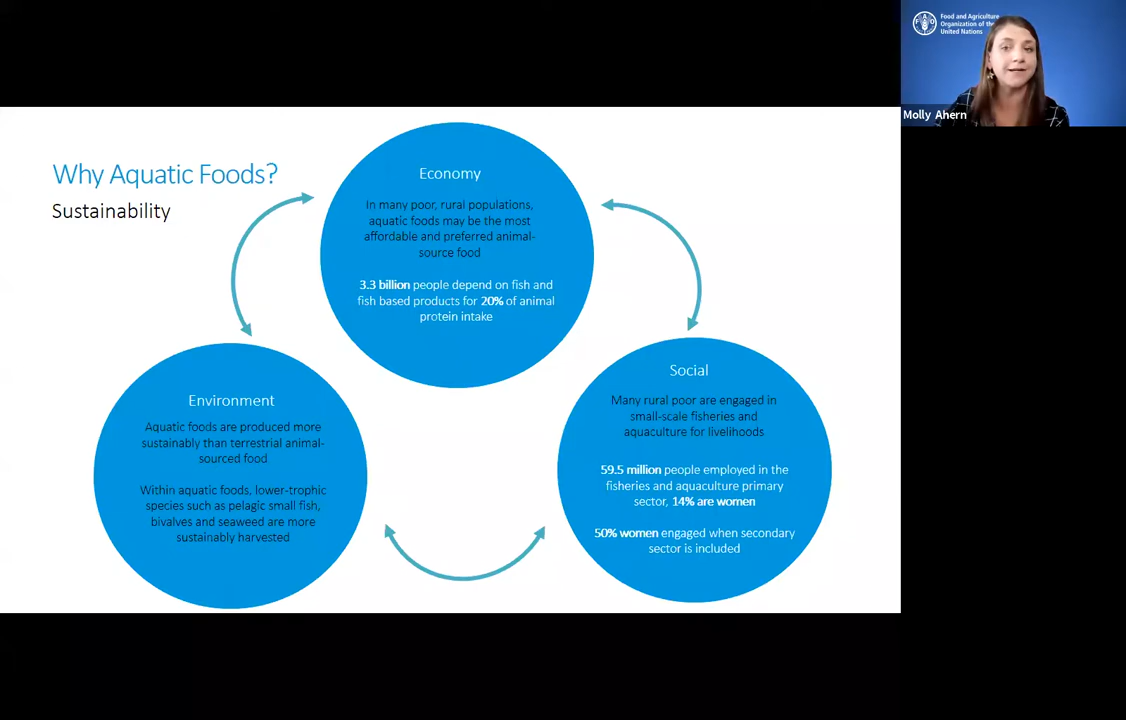 Why Aquatic Foods?
Sustainability
Economy
In many poor, rural populations,
aquatic foods may be the most
affordable and preferred animal-
source food
3.3 billion people depend on fish and
fish based products for 20% of animal
protein intake
Environment
Aquatic foods are produced more
sustainably than terrestrial animal-
sourced food
Within aquatic foods, lower-trophic
species such as pelagic small fish,
bivalves and seaweed are more
sustainably harvested
Social
Many rural poor are engaged in
small-scale fisheries and
aquaculture for livelihoods
59.5 million people employed in the
fisheries and aquaculture primary
sector, 14% are women
50% women engaged when secondary
sector is included
Food and Agriculture
Organization of the
United Nations
Molly Ahern